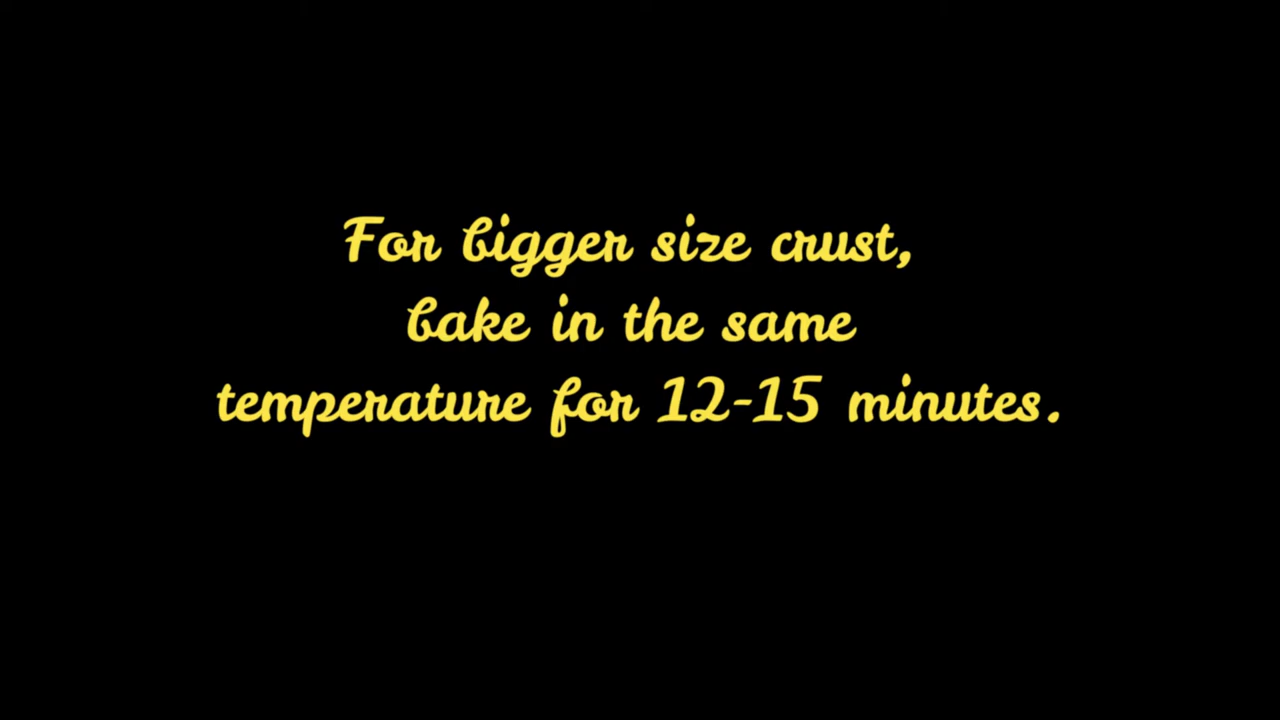 For bigger size crust,
bake in the same
temperature for 12-15 minutes.